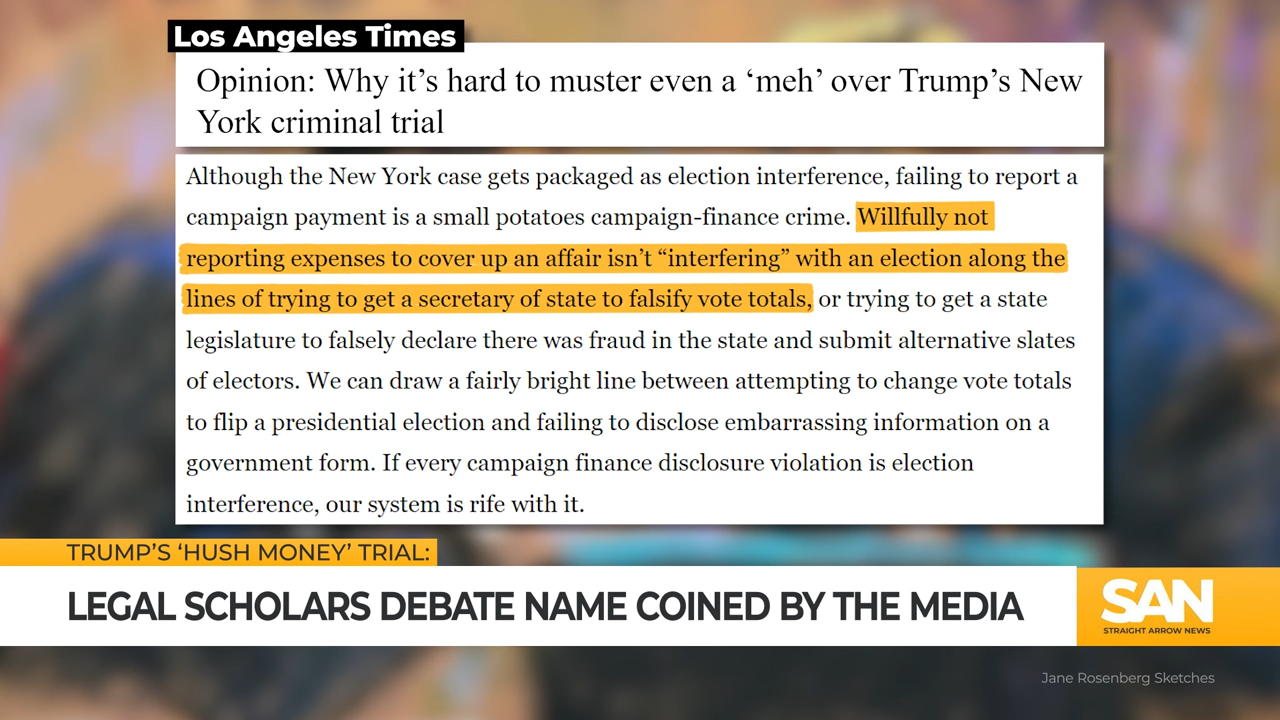 Los Angeles Times
Opinion: Why it’s hard to muster even a ‘meh’ over Trump’s New
York criminal trial
Although the New York case gets packaged as election interference, failing to report a
campaign payment is a small potatoes campaign-finance crime. Willfully not
reporting expenses to cover up an affair isn’t “interfering” with an election along the
lines of trying to get a secretary of state to falsify vote totals, or trying to get a state
legislature to falsely declare there was fraud in the state and submit alternative slates
of electors. We can draw a fairly bright line between attempting to change vote totals
to flip a presidential election and failing to disclose embarrassing information on a
government form. If every campaign finance disclosure violation is election
interference, our system is rife with it.
TRUMP’S ‘HUSH MONEY’ TRIAL:
LEGAL SCHOLARS DEBATE NAME COINED BY THE MEDIA
SAN
STRAIGHT ARROW NEWS
Jane Rosenberg Sketches